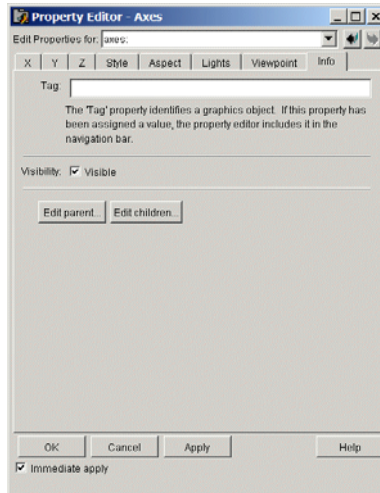 Property Editor - Axes
Edit Properties for: axes:
X Y Z Style Aspect Lights Viewpoint Info
Tag:
The 'Tag' property identifies a graphics object. If this property has
been assigned a value, the property editor includes it in the
navigation bar.
Visibility: Visible
Edit parent... Edit children...
OK Cancel Apply Help
Immediate apply